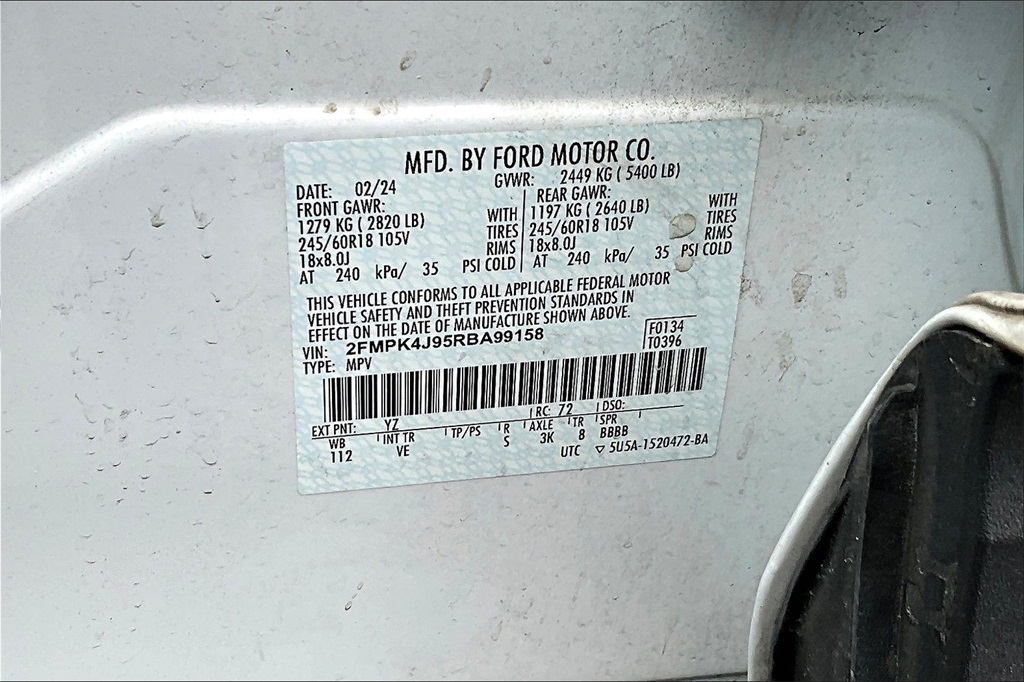 MFD. BY FORD MOTOR CO.
DATE: 02/24 GVWR: 2449 KG ( 5400 LB)
FRONT GAWR: REAR GAWR:
1279 KG ( 2820 LB) WITH 1197 KG ( 2640 LB) WITH
245/60R18 105V TIRES 245/60R18 105V TIRES
18x8.0J RIMS 18x8.0J RIMS
AT 240 kPa/ 35 PSI COLD AT 240 kPa/ 35 PSI COLD
THIS VEHICLE CONFORMS TO ALL APPLICABLE FEDERAL MOTOR
VEHICLE SAFETY AND THEFT PREVENTION STANDARDS IN
EFFECT ON THE DATE OF MANUFACTURE SHOWN ABOVE.
VIN: 2FMPK4J95RBA99158 F0134
TYPE: MPV T0396
EXT PNT: YZ RC: 72 DSO:
WB INT TR TP/PS R AXLE TR SPR
112 VE S 3K 8 BBBB
UTC ▽ 5U5A-1520472-BA